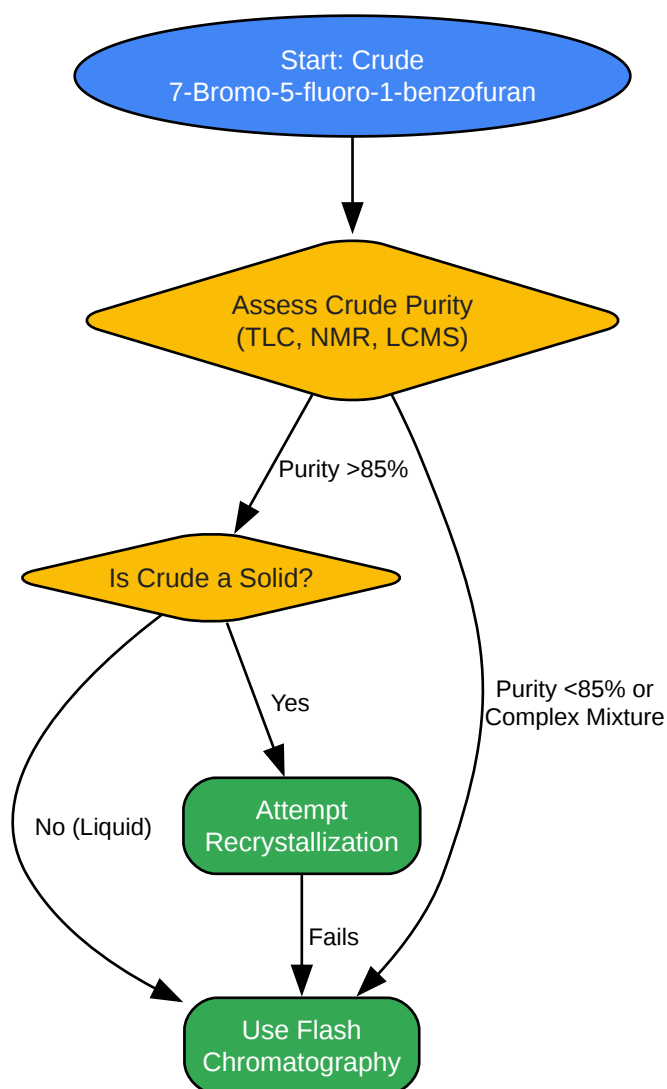 Start: Crude
7-Bromo-5-fluoro-1-benzofuran
Assess Crude Purity
(TLC, NMR, LCMS)
Purity >85%
Is Crude a Solid?
Purity <85% or
Complex Mixture
Yes
No (Liquid)
Attempt
Recrystallization
Fails
Use Flash
Chromatography